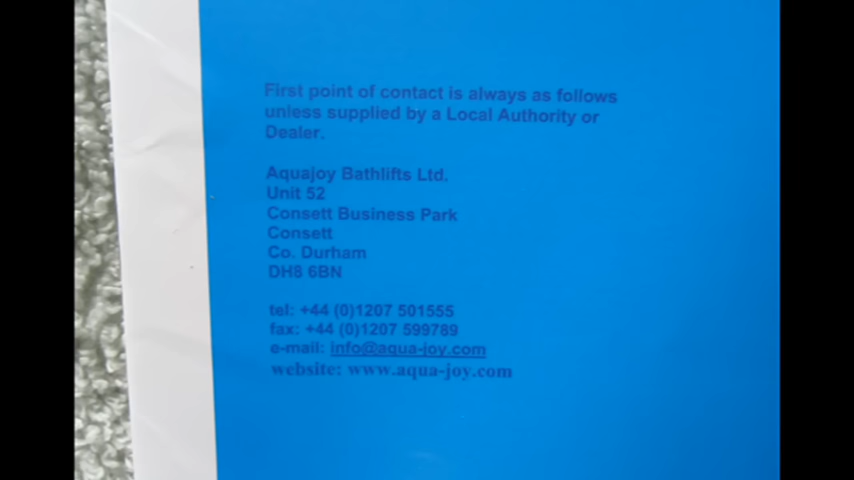 First point of contact is always as follows
unless supplied by a Local Authority or
Dealer.
Aquajoy Bathlifts Ltd.
Unit 52
Consett Business Park
Consett
Co. Durham
DH8 6BN
tel: +44 (0)1207 501555
fax: +44 (0)1207 599789
e-mail: info@aqua-joy.com
website: www.aqua-joy.com